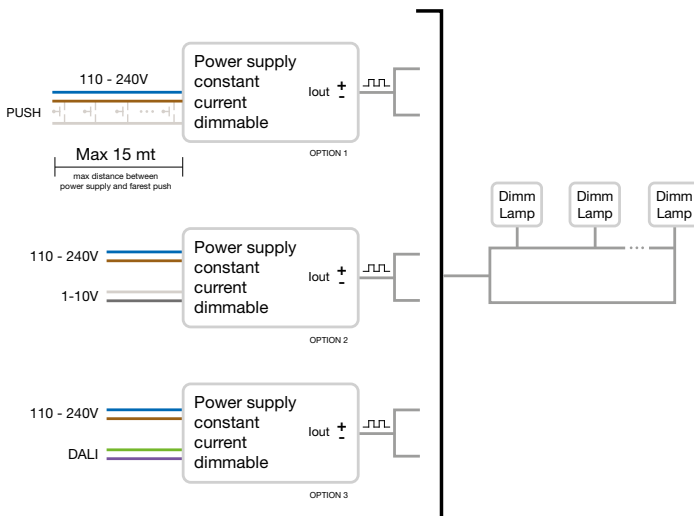 110 - 240V
PUSH
Max 15 mt
max distance between
power supply and farest push
Power supply
constant
current
dimmable
Iout + -
OPTION 1
110 - 240V
1-10V
Power supply
constant
current
dimmable
Iout + -
OPTION 2
110 - 240V
DALI
Power supply
constant
current
dimmable
Iout + -
OPTION 3
Dimm
Lamp
Dimm
Lamp
Dimm
Lamp